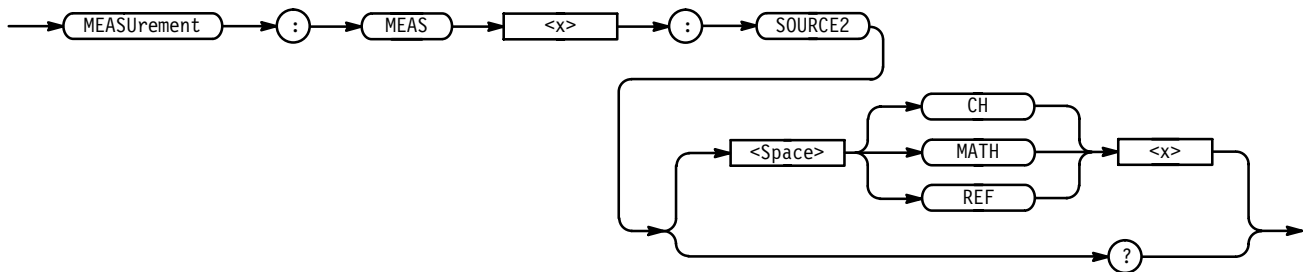 MEASUrement : MEAS <x> : SOURCE2
CH
<Space> MATH <x>
REF
?